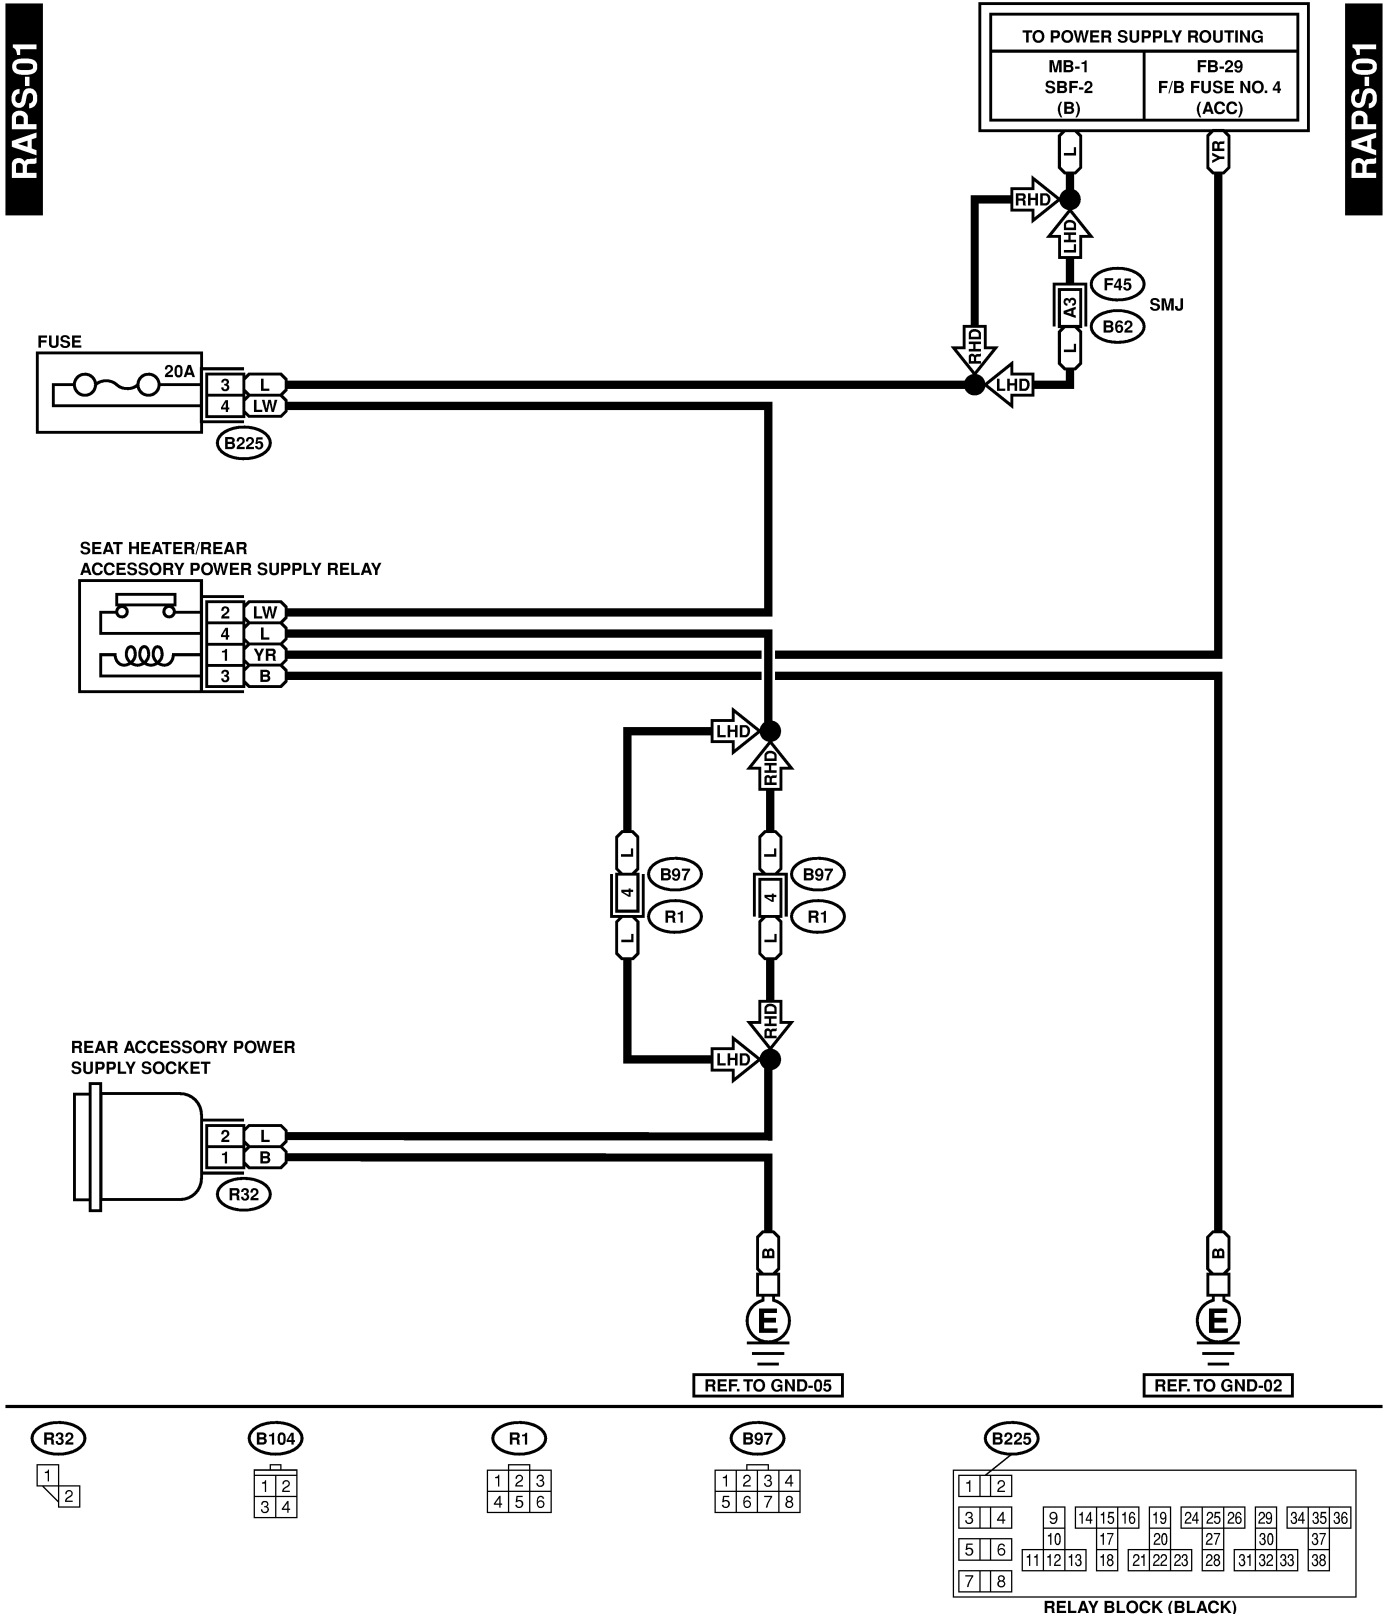 RAPS-01
RAPS-01
TO POWER SUPPLY ROUTING
MB-1
SBF-2
(B)
FB-29
F/B FUSE NO. 4
(ACC)
L
YR
RHD
LHD
A3
F45
B62
SMJ
L
RHD
LHD
FUSE
20A
3 L
4 LW
B225
SEAT HEATER/REAR
ACCESSORY POWER SUPPLY RELAY
2 LW
4 L
1 YR
3 B
LHD
RHD
L
4
L
B97
R1
L
4
L
B97
R1
RHD
LHD
REAR ACCESSORY POWER
SUPPLY SOCKET
2 L
1 B
R32
B
E
REF. TO GND-05
B
E
REF. TO GND-02
R32
1
2
B104
1 2
3 4
R1
1 2 3
4 5 6
B97
1 2 3 4
5 6 7 8
B225
1 2
3 4
5 6
7 8
9 14 15 16 19 24 25 26 29 34 35 36
10 17 20 27 30 37
11 12 13 18 21 22 23 28 31 32 33 38
RELAY BLOCK (BLACK)